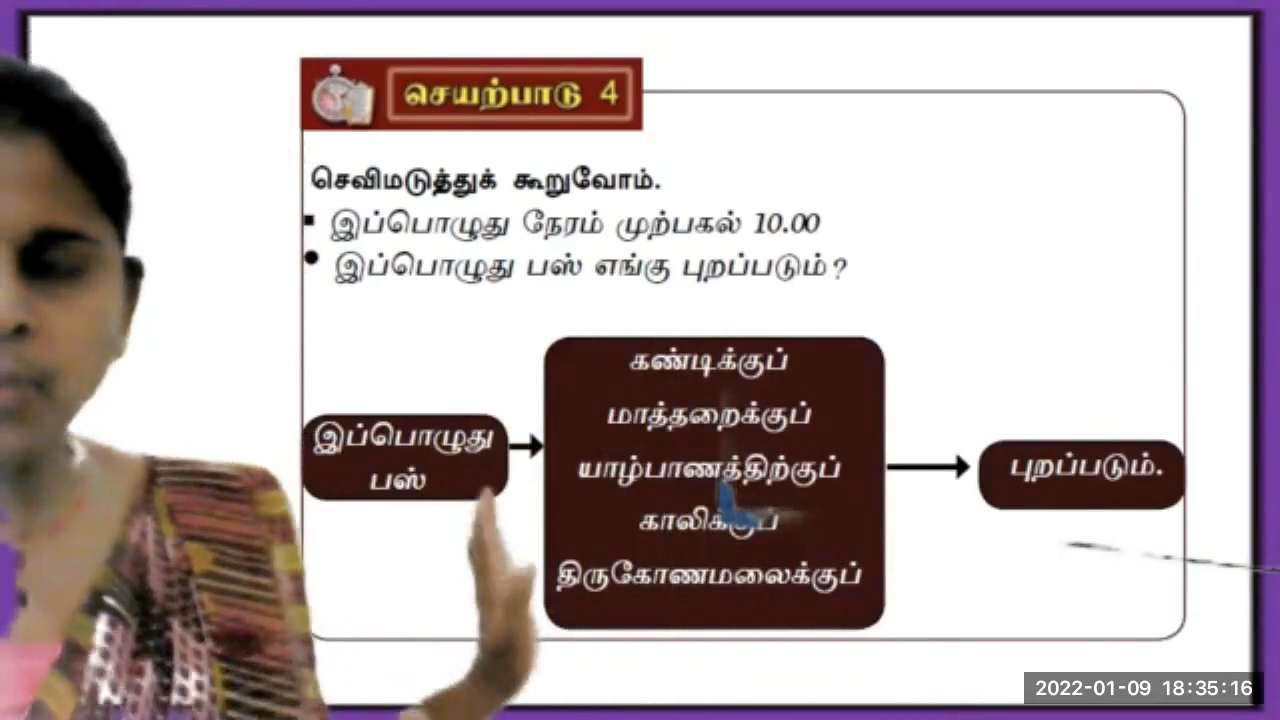 செயற்பாடு 4
செவிமடுத்துக் கூறுவோம்.
▪ இப்பொழுது நேரம் முற்பகல் 10.00
● இப்பொழுது பஸ் எங்கு புறப்படும்?
இப்பொழுது
பஸ்
கண்டிக்குப்
மாத்தறைக்குப்
யாழ்பாணத்திற்குப்
காலிக்குப்
திருகோணமலைக்குப்
புறப்படும்.
2022-01-09 18:35:16